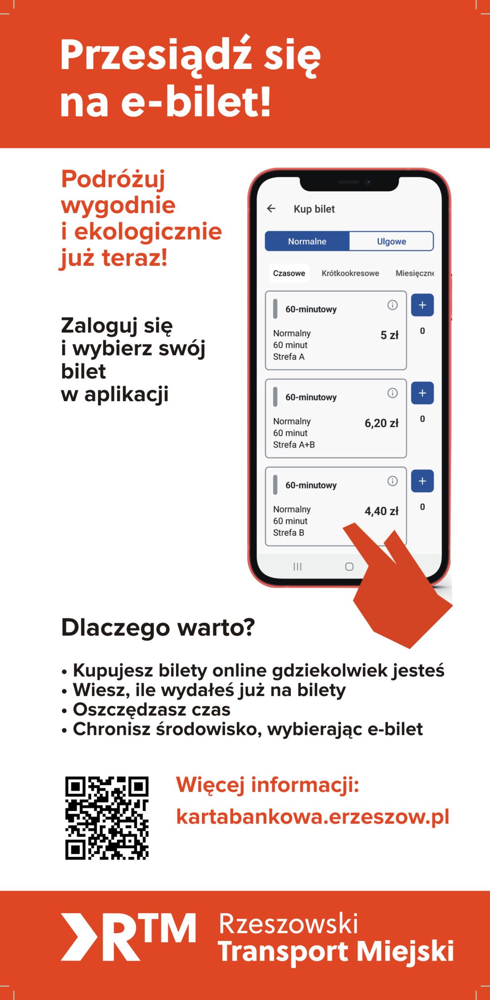 Przesiądź się
na e-bilet!
Podróżuj
wygodnie
i ekologicznie
już teraz!
Zaloguj się
i wybierz swój
bilet
w aplikacji
Kup bilet
Normalne Ulgowe
Czasowe Krótkookresowe Miesięczne
60-minutowy
Normalny
60 minut
Strefa A
5 zł
0
60-minutowy
Normalny
60 minut
Strefa A+B
6,20 zł
0
60-minutowy
Normalny
60 minut
Strefa B
4,40 zł
0
Dlaczego warto?
• Kupujesz bilety online gdziekolwiek jesteś
• Wiesz, ile wydałeś już na bilety
• Oszczędzasz czas
• Chronisz środowisko, wybierając e-bilet
Więcej informacji:
kartabankowa.erzeszow.pl
RTM
Rzeszowski
Transport Miejski